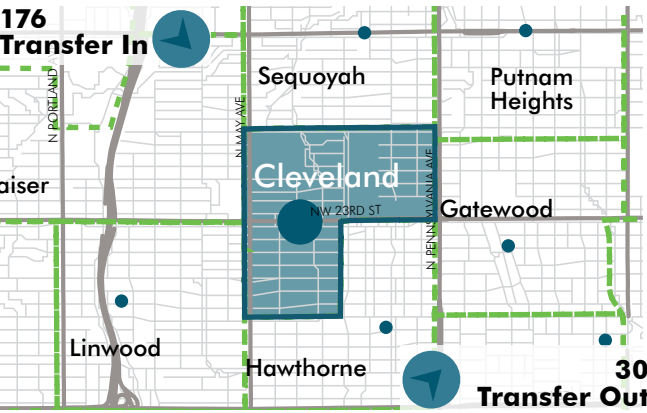 176
Transfer In
N PORTLAND A
N MAY AVE
Sequoyah
Putnam
Heights
aiser
Cleveland
NW 23RD ST
N PENNSYLVANIA AVE
Gatewood
Linwood
Hawthorne
30
Transfer Out